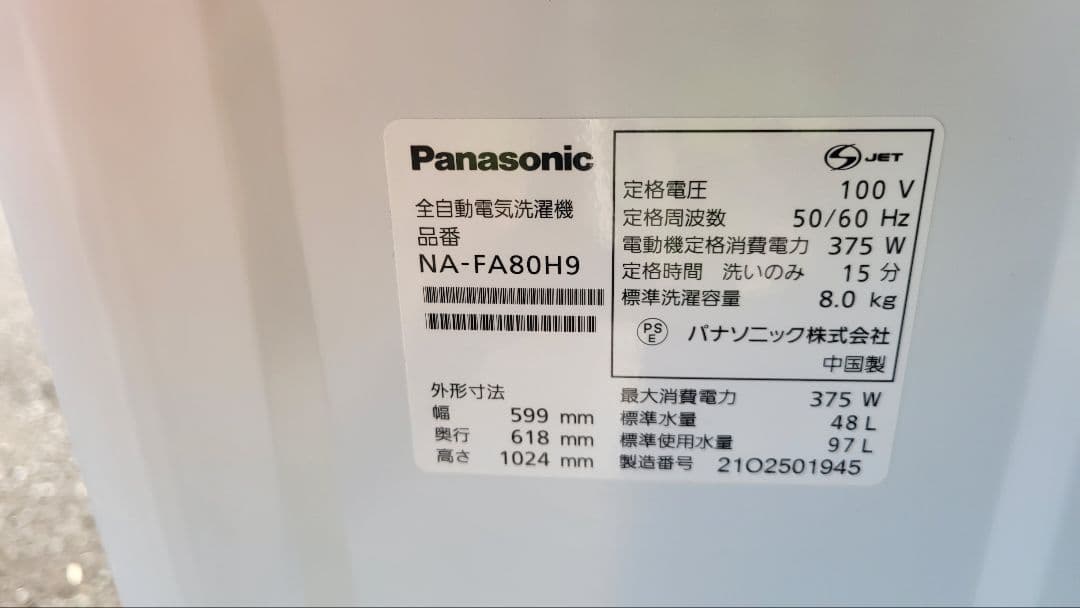 Panasonic
全自動電気洗濯機
品番
NA-FA80H9
外形寸法
幅 599 mm
奥行 618 mm
高さ 1024 mm
JET
定格電圧 100 V
定格周波数 50/60 Hz
電動機定格消費電力 375 W
定格時間 洗いのみ 15 分
標準洗濯容量 8.0 kg
PS
E
パナソニック株式会社
中国製
最大消費電力 375 W
標準水量 48 L
標準使用水量 97 L
製造番号 21O2501945